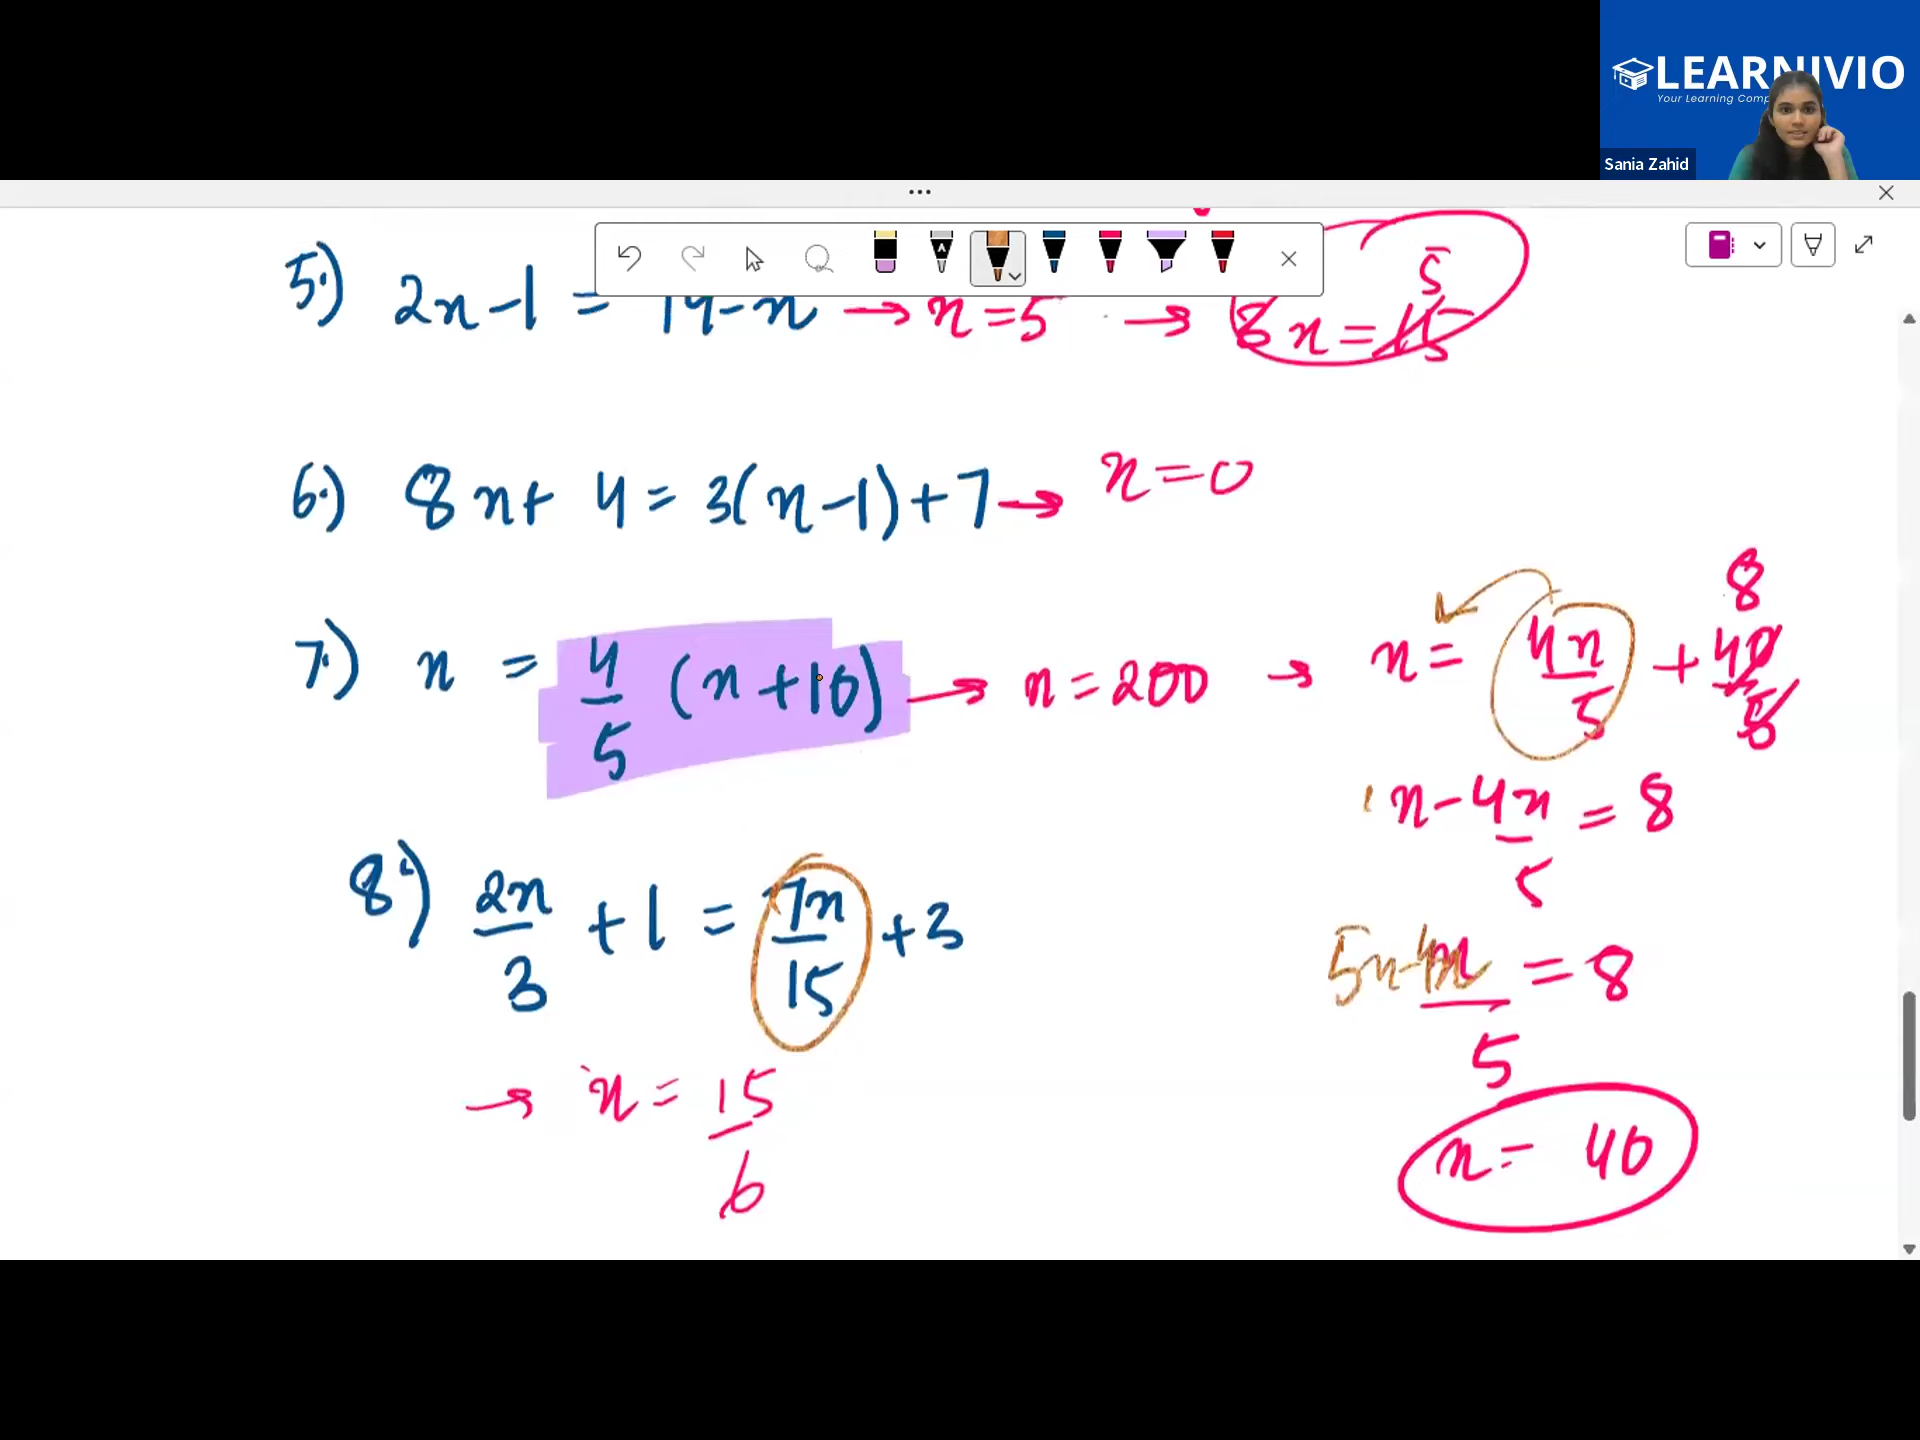 LEARNIVIO
Your Learning Comp
Sania Zahid
5.) 2x-1 = 14-x → x=5 → 3x=15
5
6.) 8x+ 4 = 3(x-1)+7 → x=0
7.) x = 4/5 (x+10) → x=200 → x= 4x/5 + 40/5
8
x-4x/5 = 8
5x-4x/5 = 8
x= 40
8.) 2x/3 + 1 = 7x/15 +3
→ x = 15/6